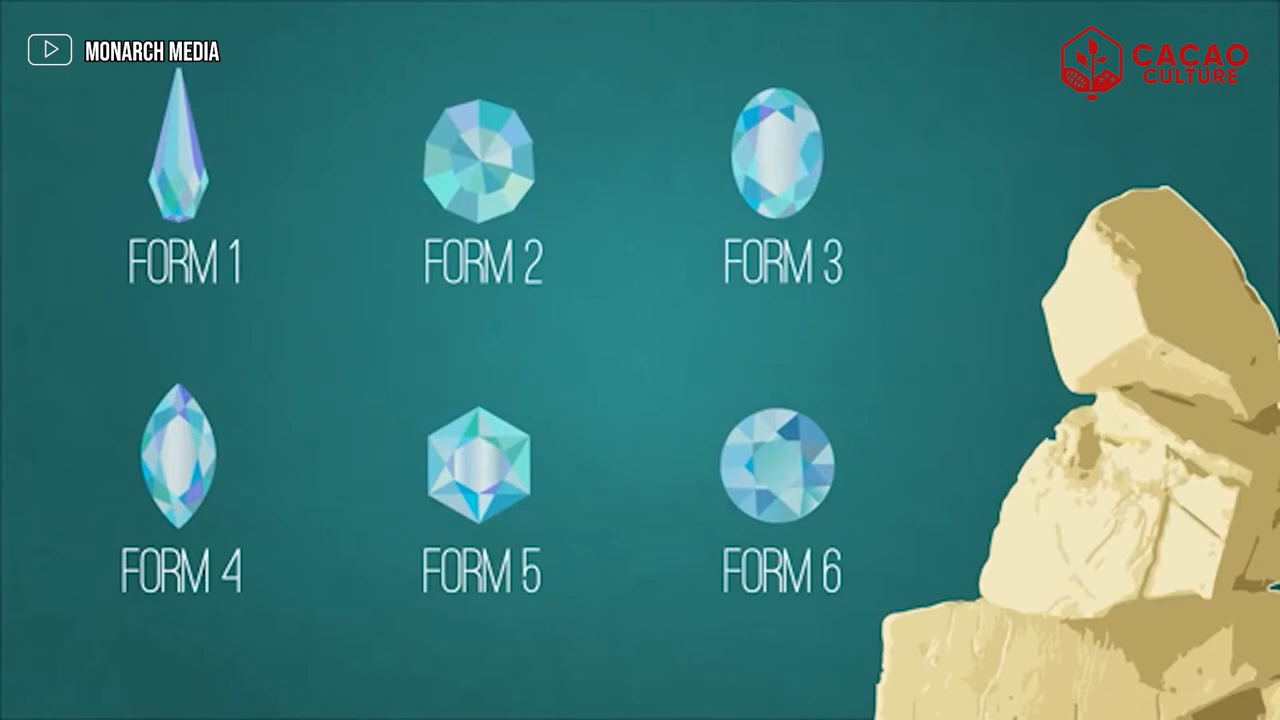 MONARCH MEDIA
CACAO
CULTURE
FORM 1
FORM 2
FORM 3
FORM 4
FORM 5
FORM 6